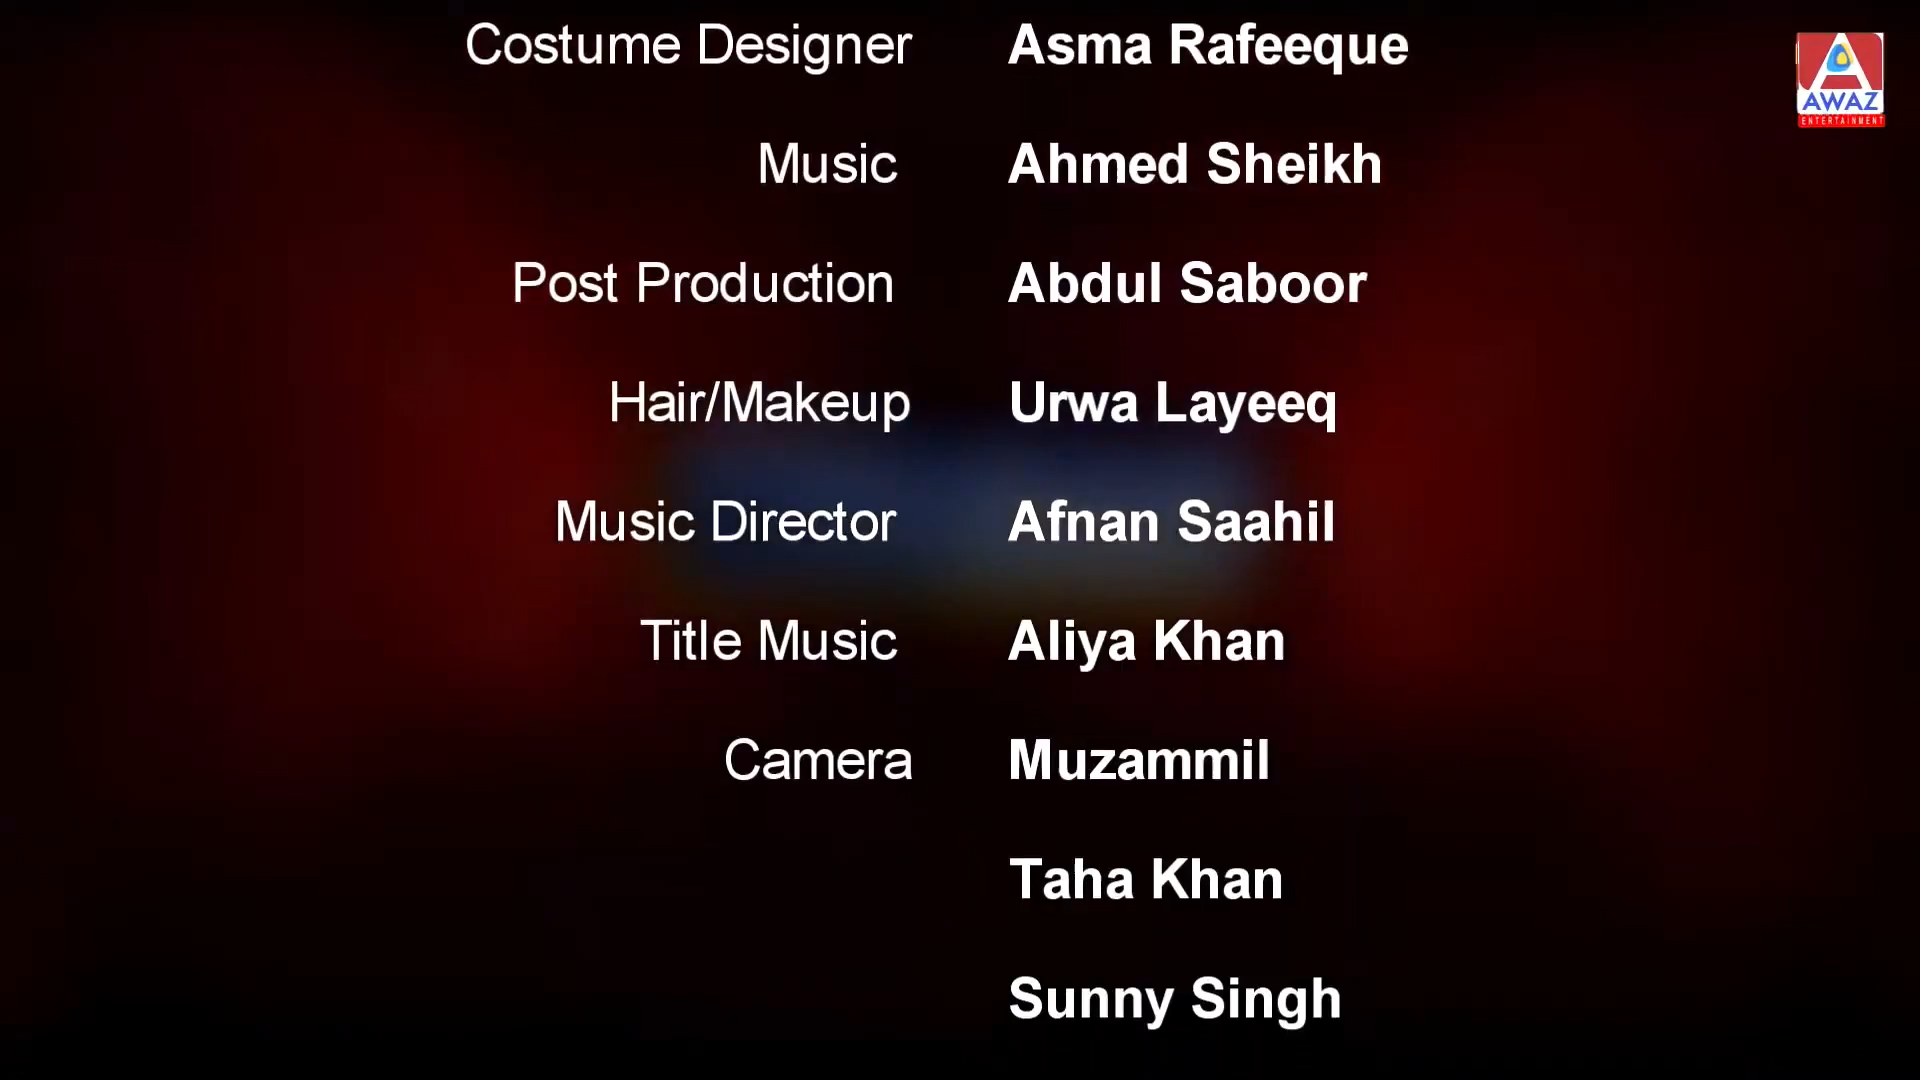 Costume Designer Asma Rafeeque
AWAZ
ENTERTAINMENT
Music Ahmed Sheikh
Post Production Abdul Saboor
Hair/Makeup Urwa Layeeq
Music Director Afnan Saahil
Title Music Aliya Khan
Camera Muzammil
Taha Khan
Sunny Singh